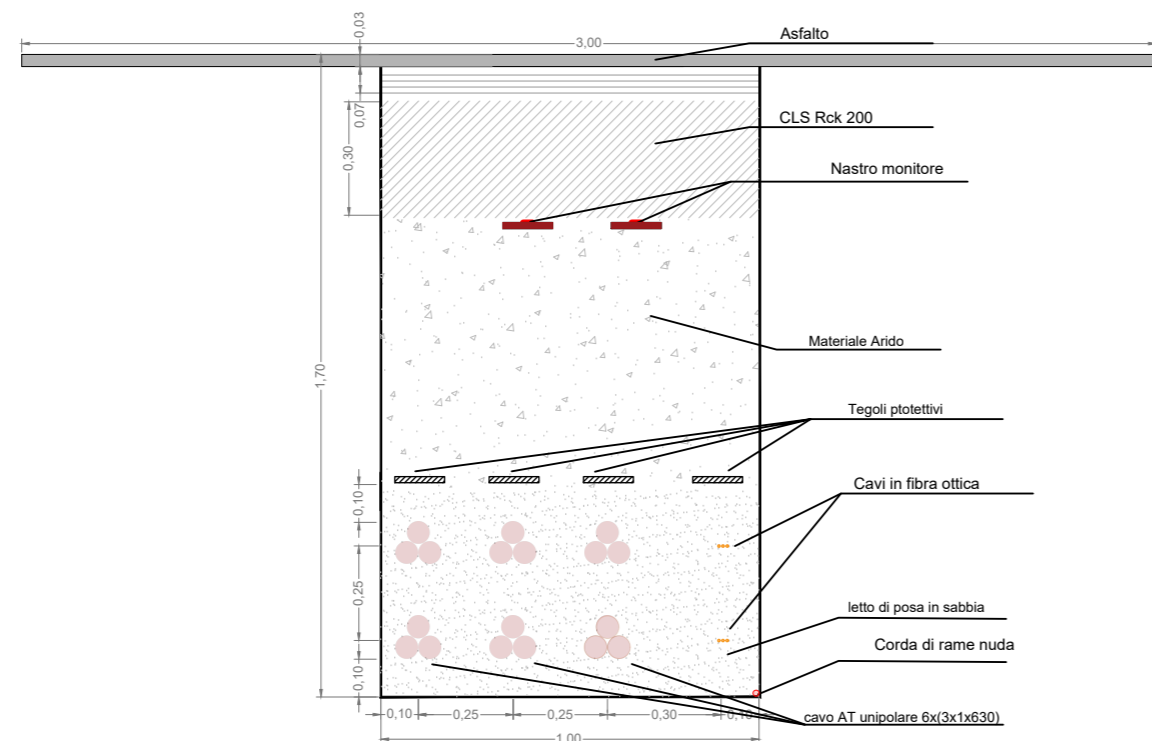 0,03
3,00
Asfalto
0,07
CLS Rck 200
0,30
Nastro monitore
Materiale Arido
1,70
Tegoli ptotettivi
Cavi in fibra ottica
0,10
0,25
letto di posa in sabbia
Corda di rame nuda
0,10
0,10
0,25
0,25
0,30
0,10
cavo AT unipolare 6x(3x1x630)
1,00